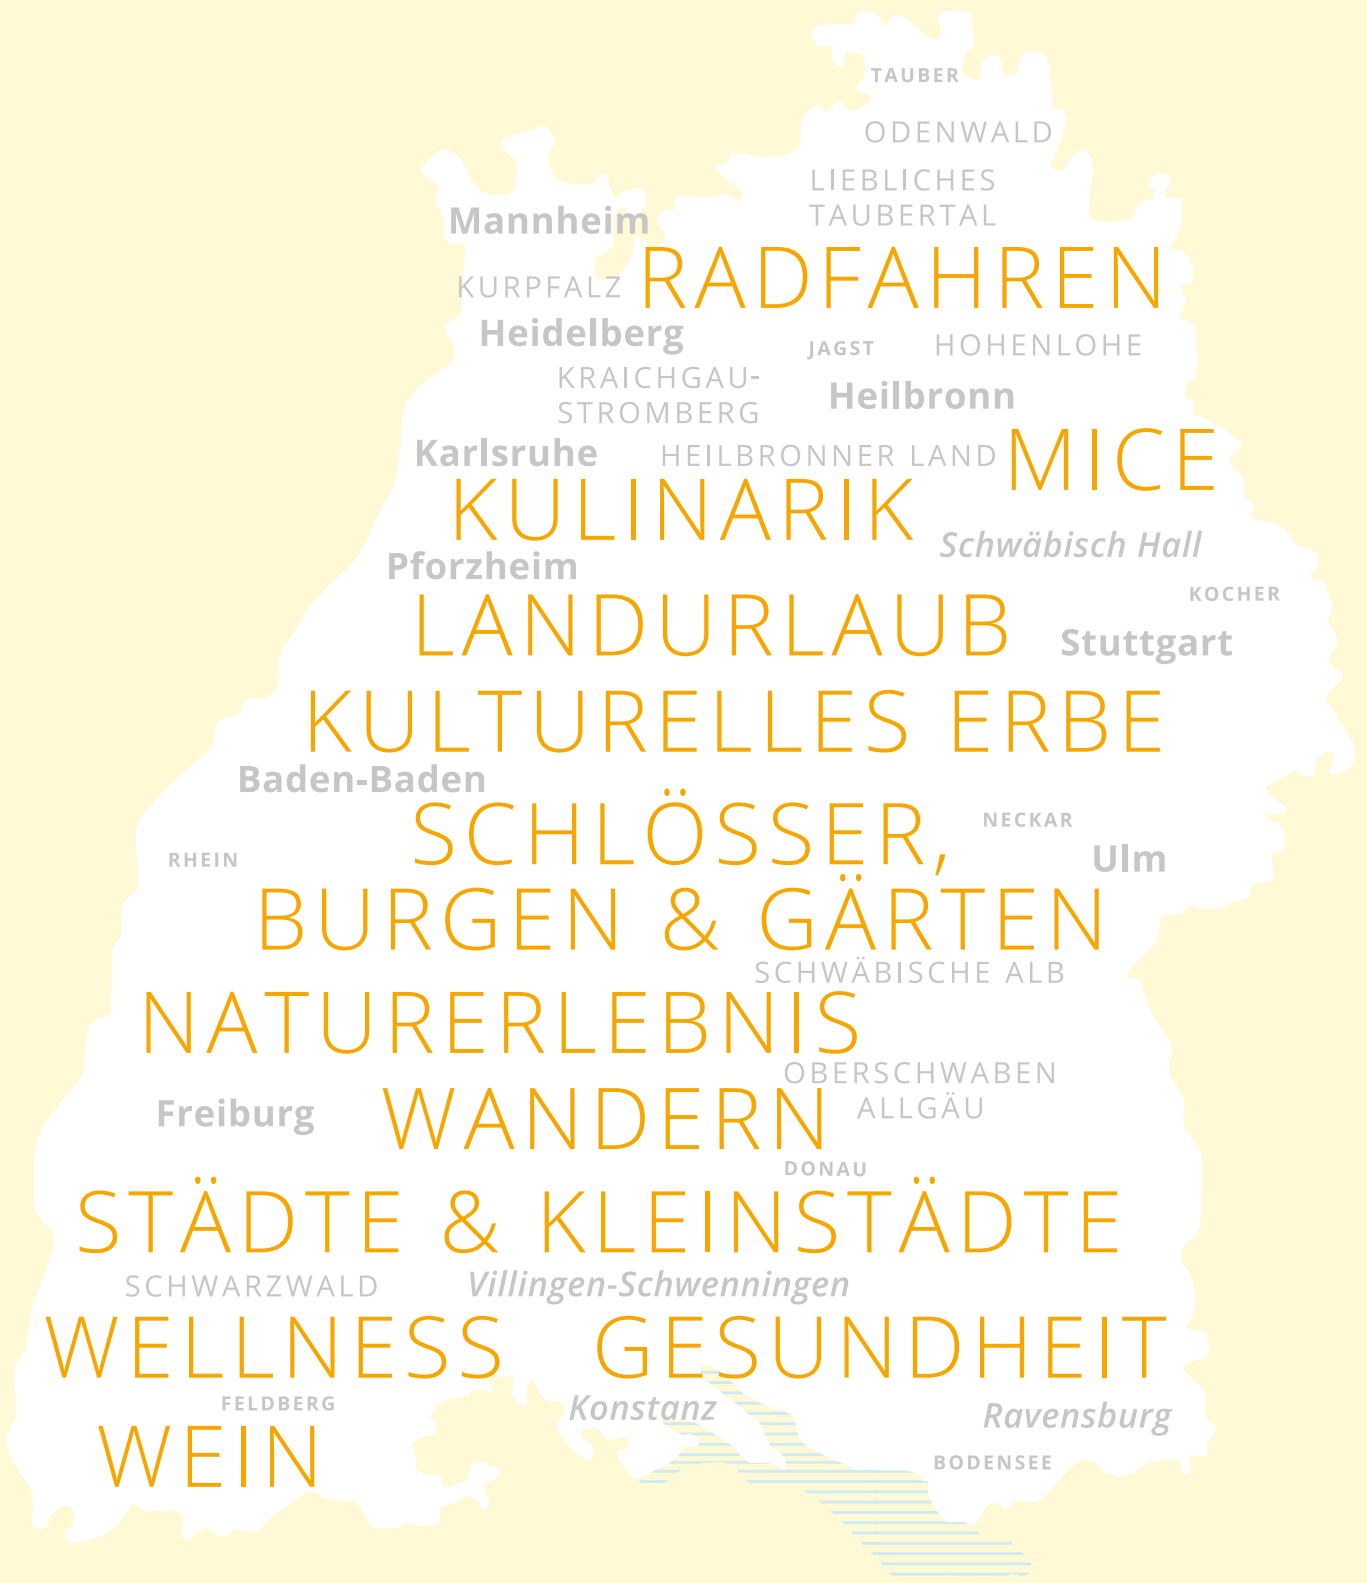 TAUBER
ODENWALD
LIEBLICHES
TAUBERTAL
Mannheim
RADFAHREN
KURPFALZ
Heidelberg
JAGST
HOHENLOHE
KRAICHGAU-
STROMBERG
Heilbronn
Karlsruhe
HEILBRONNER LAND
MICE
KULINARIK
Schwäbisch Hall
Pforzheim
KOCHER
LANDURLAUB
Stuttgart
KULTURELLES ERBE
Baden-Baden
SCHLÖSSER,
NECKAR
RHEIN
Ulm
BURGEN & GÄRTEN
SCHWÄBISCHE ALB
NATURERLEBNIS
OBERSCHWABEN
ALLGÄU
Freiburg
WANDERN
DONAU
STÄDTE & KLEINSTÄDTE
SCHWARZWALD
Villingen-Schwenningen
WELLNESS GESUNDHEIT
FELDBERG
Konstanz
Ravensburg
WEIN
BODENSEE